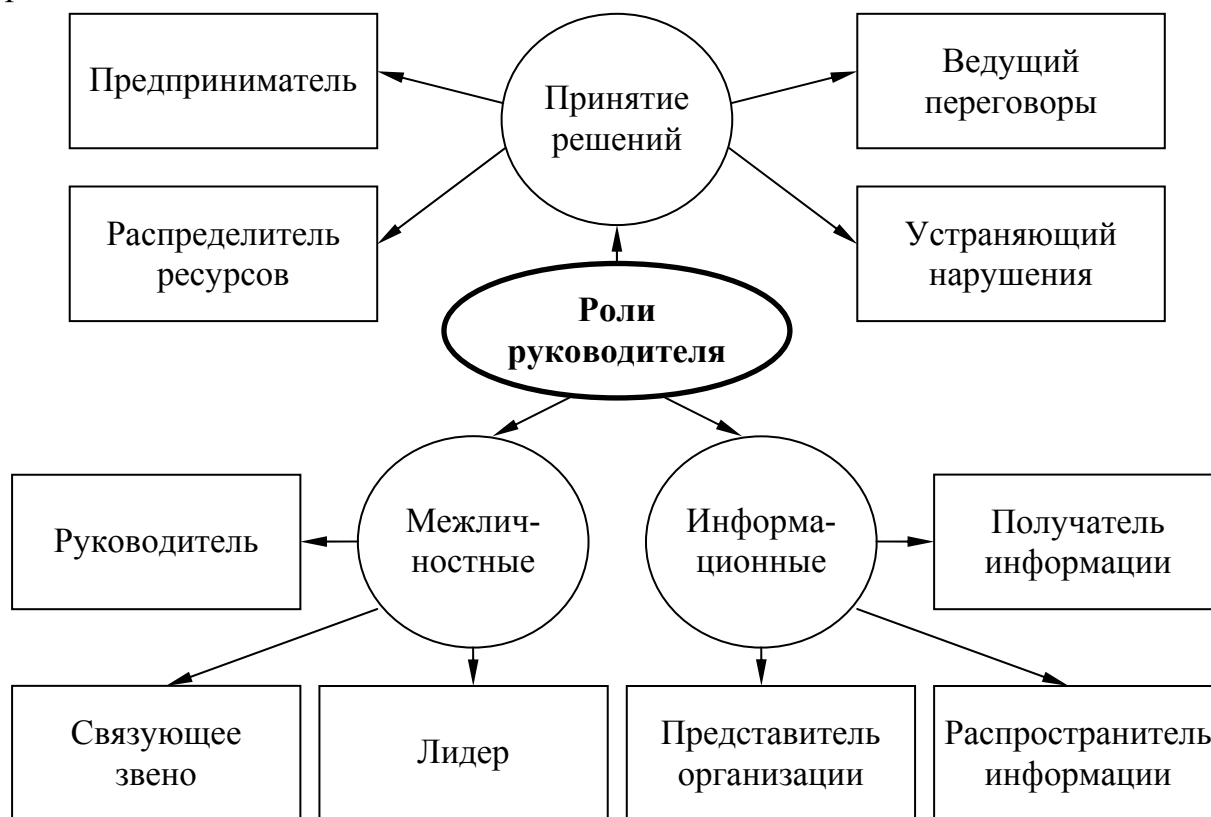 Предприниматель
Принятие
решений
Ведущий
переговоры
Распределитель
ресурсов
Устраняющий
нарушения
Роли
руководителя
Руководитель
Межлич-
ностные
Информа-
ционные
Получатель
информации
Связующее
звено
Лидер
Представитель
организации
Распространитель
информации